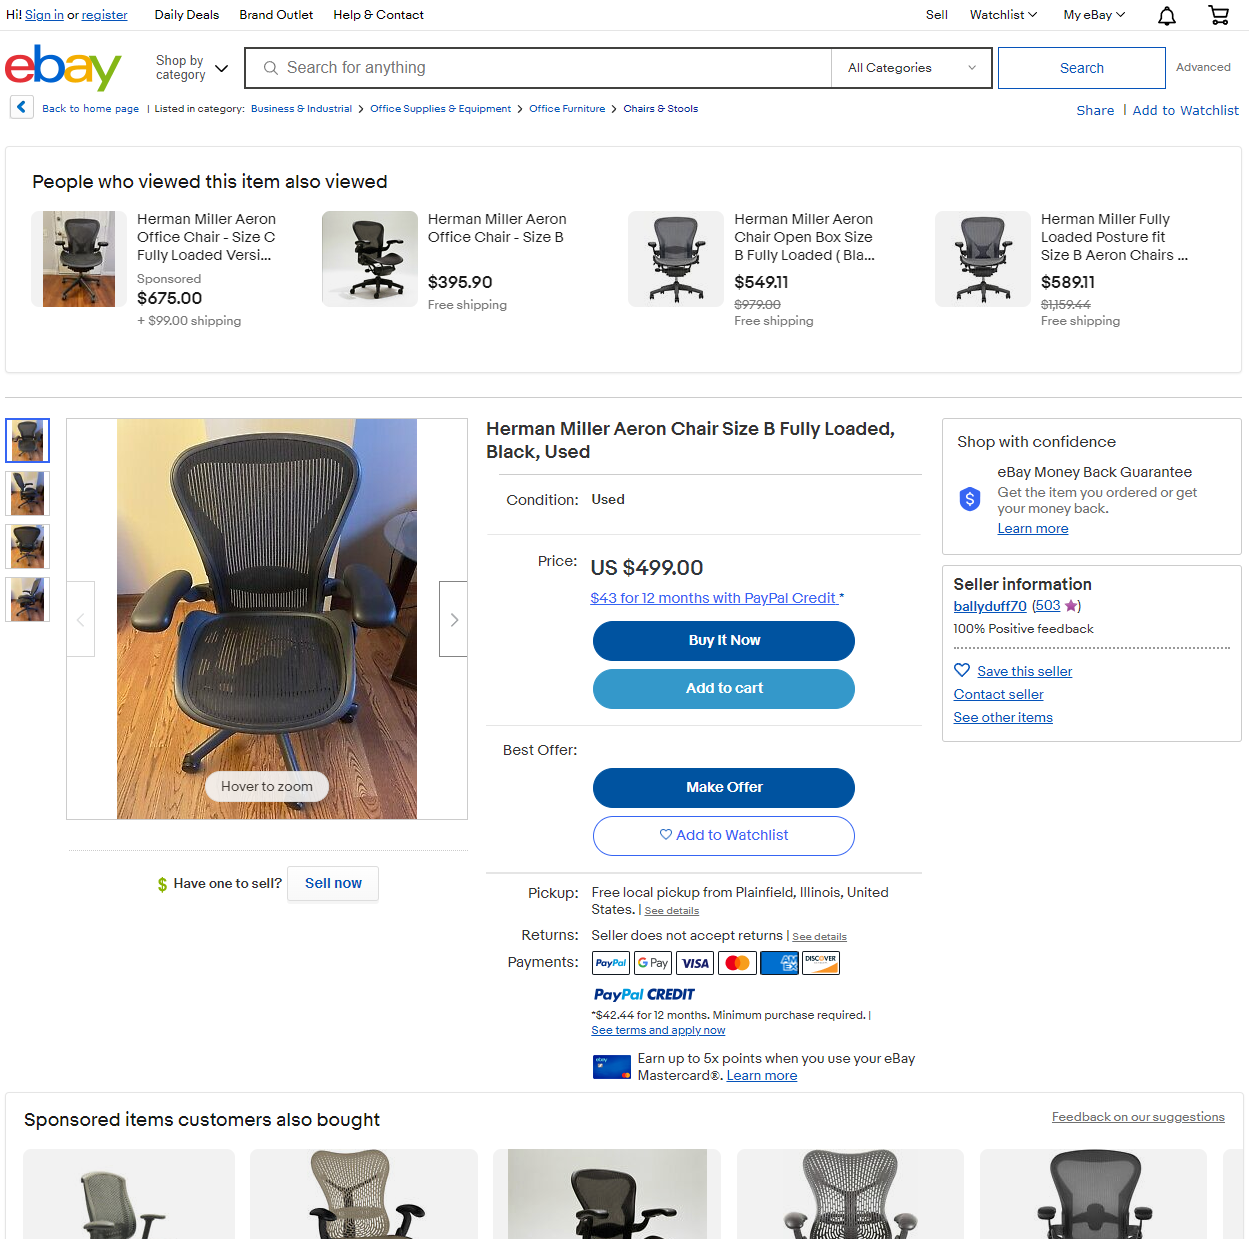 Hi! Sign in or register Daily Deals Brand Outlet Help & Contact Sell Watchlist My eBay
ebay Shop by category Search for anything All Categories Search Advanced
Back to home page | Listed in category: Business & Industrial > Office Supplies & Equipment > Office Furniture > Chairs & Stools
Share | Add to Watchlist
People who viewed this item also viewed
Herman Miller Aeron
Office Chair - Size C
Fully Loaded Versi...
Sponsored
$675.00
+ $99.00 shipping
Herman Miller Aeron
Office Chair - Size B
$395.90
Free shipping
Herman Miller Aeron
Chair Open Box Size
B Fully Loaded ( Bla...
$549.11
$979.00
Free shipping
Herman Miller Fully
Loaded Posture fit
Size B Aeron Chairs ...
$589.11
$1,159.44
Free shipping
Hover to zoom
$ Have one to sell? Sell now
Herman Miller Aeron Chair Size B Fully Loaded,
Black, Used
Condition: Used
Price: US $499.00
$43 for 12 months with PayPal Credit *
Buy It Now
Add to cart
Best Offer:
Make Offer
Add to Watchlist
Pickup: Free local pickup from Plainfield, Illinois, United
States. | See details
Returns: Seller does not accept returns | See details
Payments: PayPal G Pay VISA AMEX DISCOVER
PayPal CREDIT
*$42.44 for 12 months. Minimum purchase required. |
See terms and apply now
ebay
Earn up to 5x points when you use your eBay
Mastercard®. Learn more
Shop with confidence
eBay Money Back Guarantee
Get the item you ordered or get
your money back.
Learn more
Seller information
ballyduff70 (503)
100% Positive feedback
Save this seller
Contact seller
See other items
Sponsored items customers also bought
Feedback on our suggestions